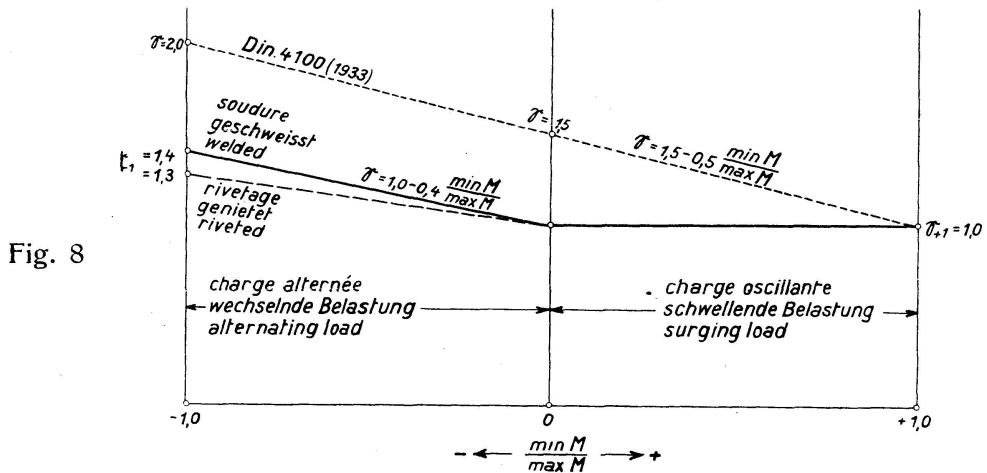 γ=2,0
Din. 4100 (1933)
soudure
geschweisst
welded
γ = 1,5
γ = 1,5-0,5 min M / max M
= 1,4
= 1,3
γ = 1,0-0,4 min M / max M
rivetage
genietet
riveted
γ+1 = 1,0
Fig. 8
charge alternée
wechselnde Belastung
alternating load
charge oscillante
schwellende Belastung
surging load
-1,0
0
+1,0
- ← min M / max M → +